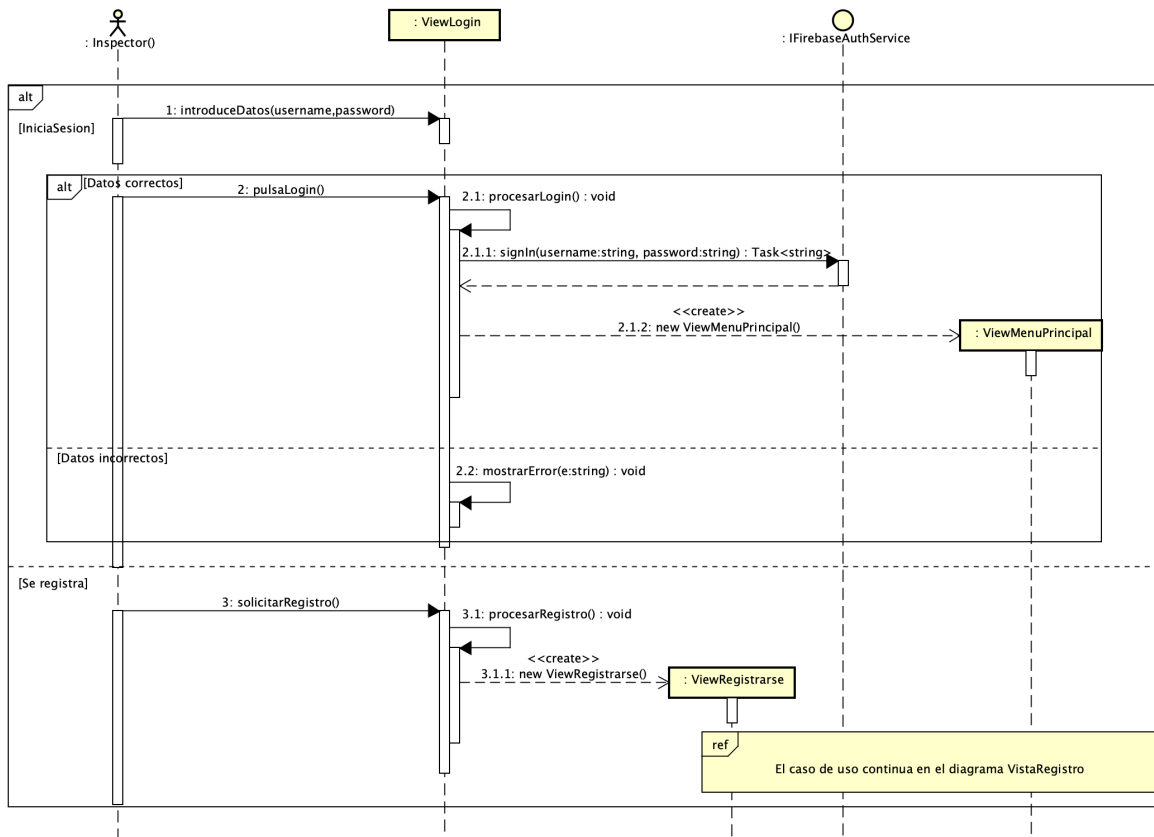 : Inspector()
: ViewLogin
: IFirebaseAuthService
alt
[IniciaSesion]
1: introduceDatos(username,password)
alt
[Datos correctos]
2: pulsaLogin()
2.1: procesarLogin() : void
2.1.1: signIn(username:string, password:string) : Task<string>
<<create>>
2.1.2: new ViewMenuPrincipal()
: ViewMenuPrincipal
[Datos incorrectos]
2.2: mostrarError(e:string) : void
[Se registra]
3: solicitarRegistro()
3.1: procesarRegistro() : void
<<create>>
3.1.1: new ViewRegistrarse()
: ViewRegistrarse
ref
El caso de uso continua en el diagrama VistaRegistro